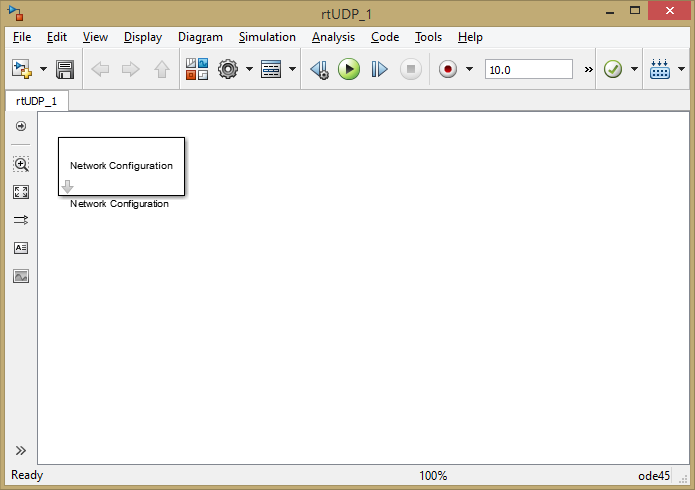 rtUDP_1
File Edit View Display Diagram Simulation Analysis Code Tools Help
10.0 »
rtUDP_1
Network Configuration
Network Configuration
Ready 100% ode45